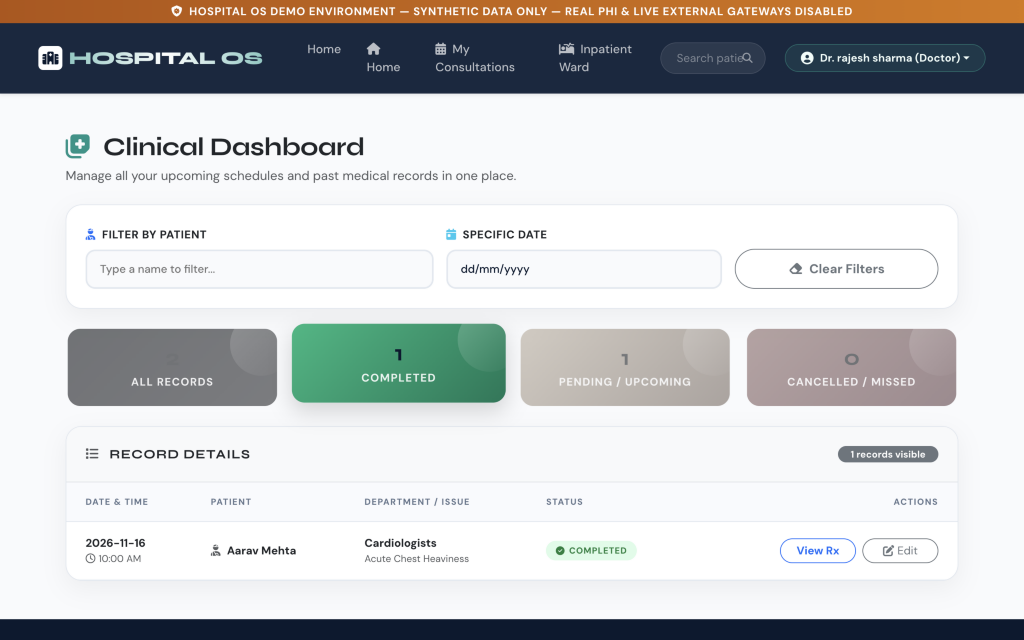 HOSPITAL OS DEMO ENVIRONMENT — SYNTHETIC DATA ONLY — REAL PHI & LIVE EXTERNAL GATEWAYS DISABLED
HOSPITAL OS
Home
Home
My Consultations
Inpatient Ward
Search patie
Dr. rajesh sharma (Doctor)
Clinical Dashboard
Manage all your upcoming schedules and past medical records in one place.
FILTER BY PATIENT
SPECIFIC DATE
Type a name to filter...
dd/mm/yyyy
Clear Filters
2
ALL RECORDS
1
COMPLETED
1
PENDING / UPCOMING
0
CANCELLED / MISSED
RECORD DETAILS
1 records visible
DATE & TIME
PATIENT
DEPARTMENT / ISSUE
STATUS
ACTIONS
2026-11-16
10:00 AM
Aarav Mehta
Cardiologists
Acute Chest Heaviness
COMPLETED
View Rx
Edit